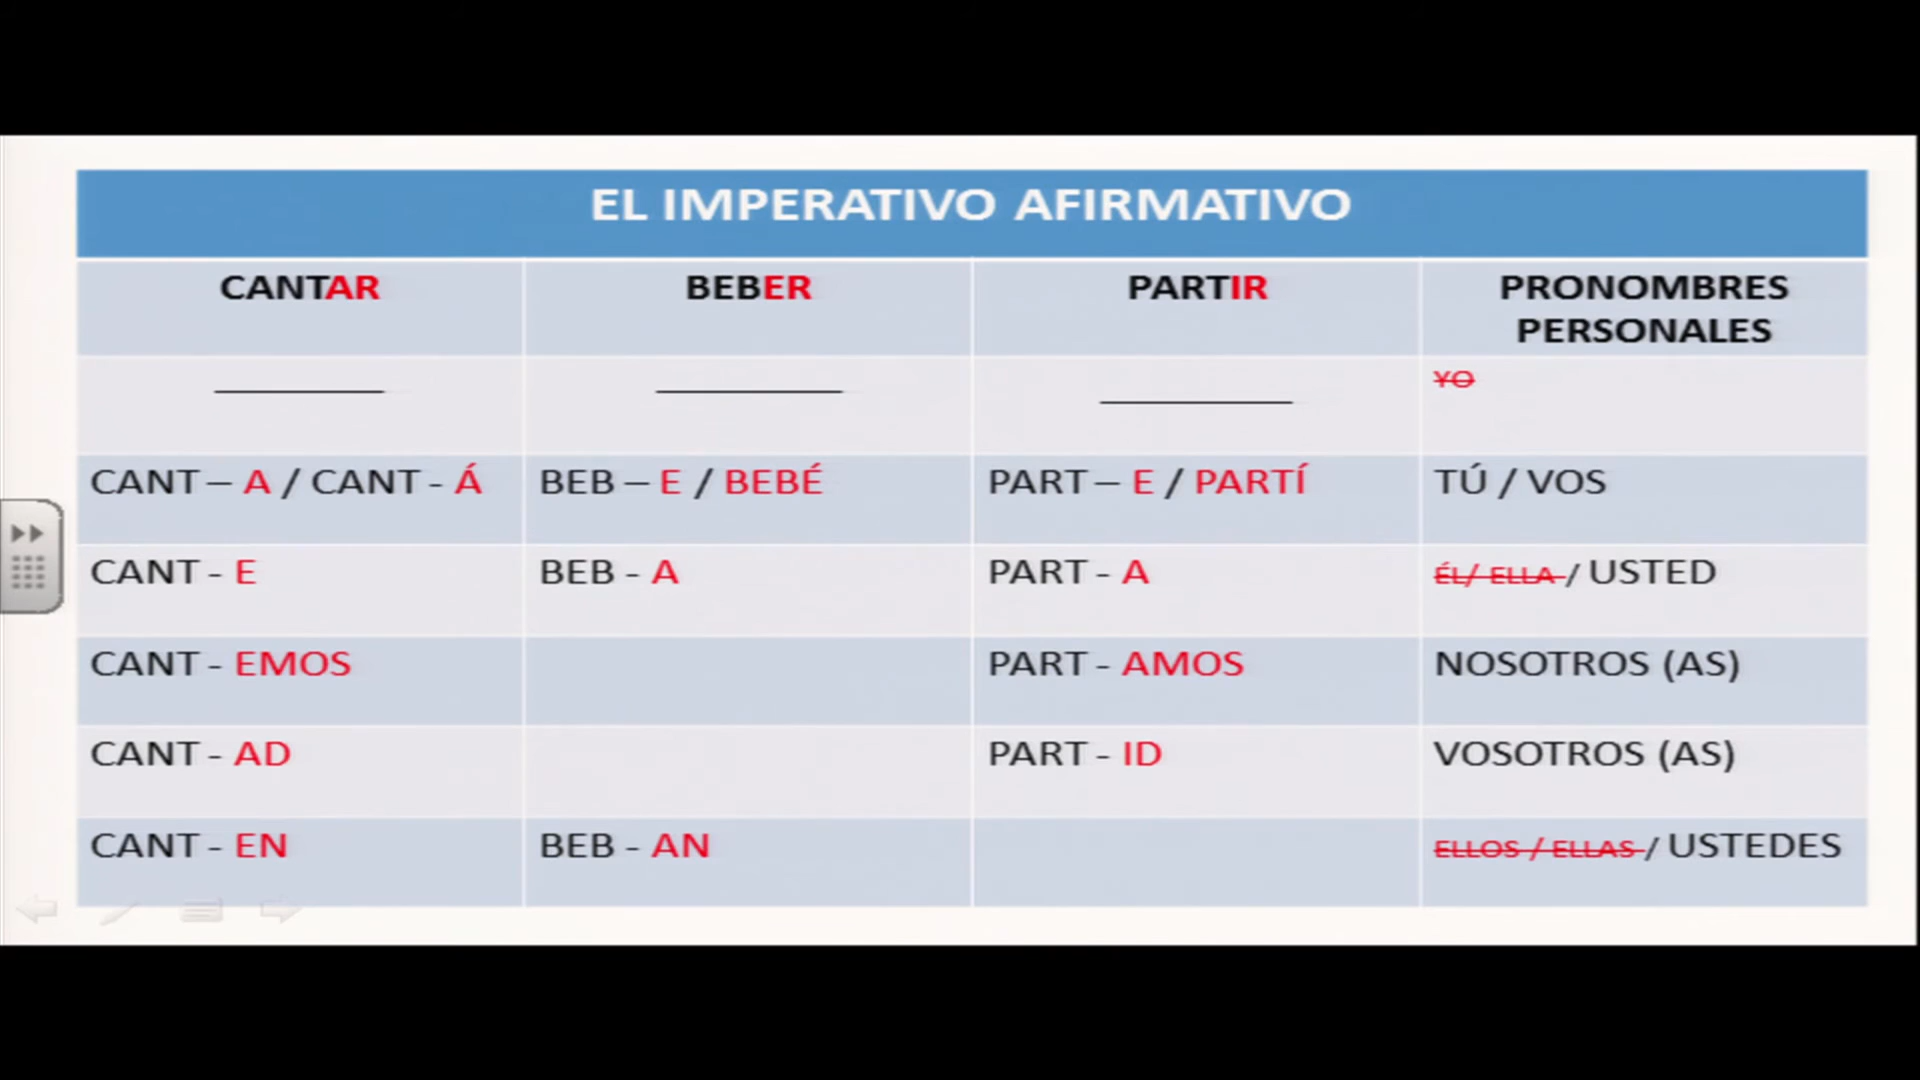 EL IMPERATIVO AFIRMATIVO
CANTAR BEBER PARTIR PRONOMBRES PERSONALES
YO
CANT – A / CANT - Á BEB – E / BEBÉ PART – E / PARTÍ TÚ / VOS
CANT - E BEB - A PART - A ÉL/ ELLA / USTED
CANT - EMOS PART - AMOS NOSOTROS (AS)
CANT - AD PART - ID VOSOTROS (AS)
CANT - EN BEB - AN ELLOS / ELLAS / USTEDES